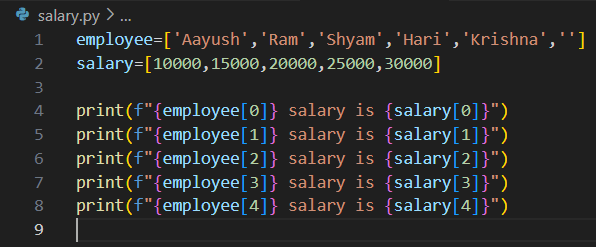 salary.py > ...
1 employee=['Aayush','Ram','Shyam','Hari','Krishna','']
2 salary=[10000,15000,20000,25000,30000]
3
4 print(f"{employee[0]} salary is {salary[0]}")
5 print(f"{employee[1]} salary is {salary[1]}")
6 print(f"{employee[2]} salary is {salary[2]}")
7 print(f"{employee[3]} salary is {salary[3]}")
8 print(f"{employee[4]} salary is {salary[4]}")
9